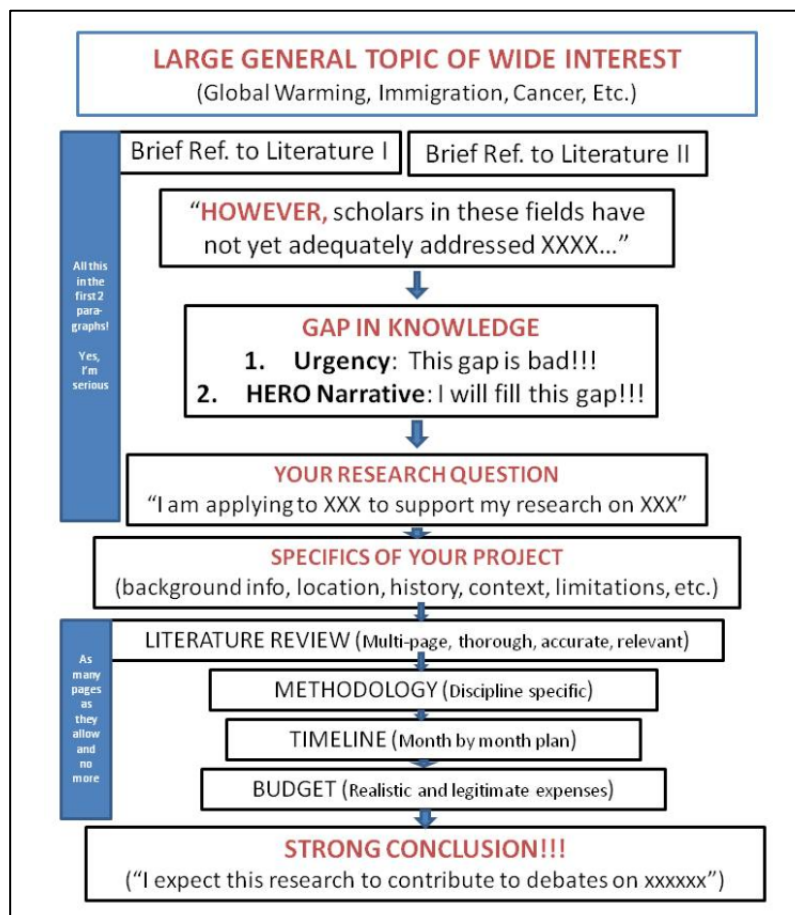 LARGE GENERAL TOPIC OF WIDE INTEREST
(Global Warming, Immigration, Cancer, Etc.)
Brief Ref. to Literature I
Brief Ref. to Literature II
“HOWEVER, scholars in these fields have
not yet adequately addressed XXXX...”
All this
in the
first 2
para-
graphs!
Yes,
I’m
serious
GAP IN KNOWLEDGE
1. Urgency: This gap is bad!!!
2. HERO Narrative: I will fill this gap!!!
YOUR RESEARCH QUESTION
“I am applying to XXX to support my research on XXX”
SPECIFICS OF YOUR PROJECT
(background info, location, history, context, limitations, etc.)
As
many
pages
as
they
allow
and
no
more
LITERATURE REVIEW (Multi-page, thorough, accurate, relevant)
METHODOLOGY (Discipline specific)
TIMELINE (Month by month plan)
BUDGET (Realistic and legitimate expenses)
STRONG CONCLUSION!!!
(“I expect this research to contribute to debates on xxxxxx”)